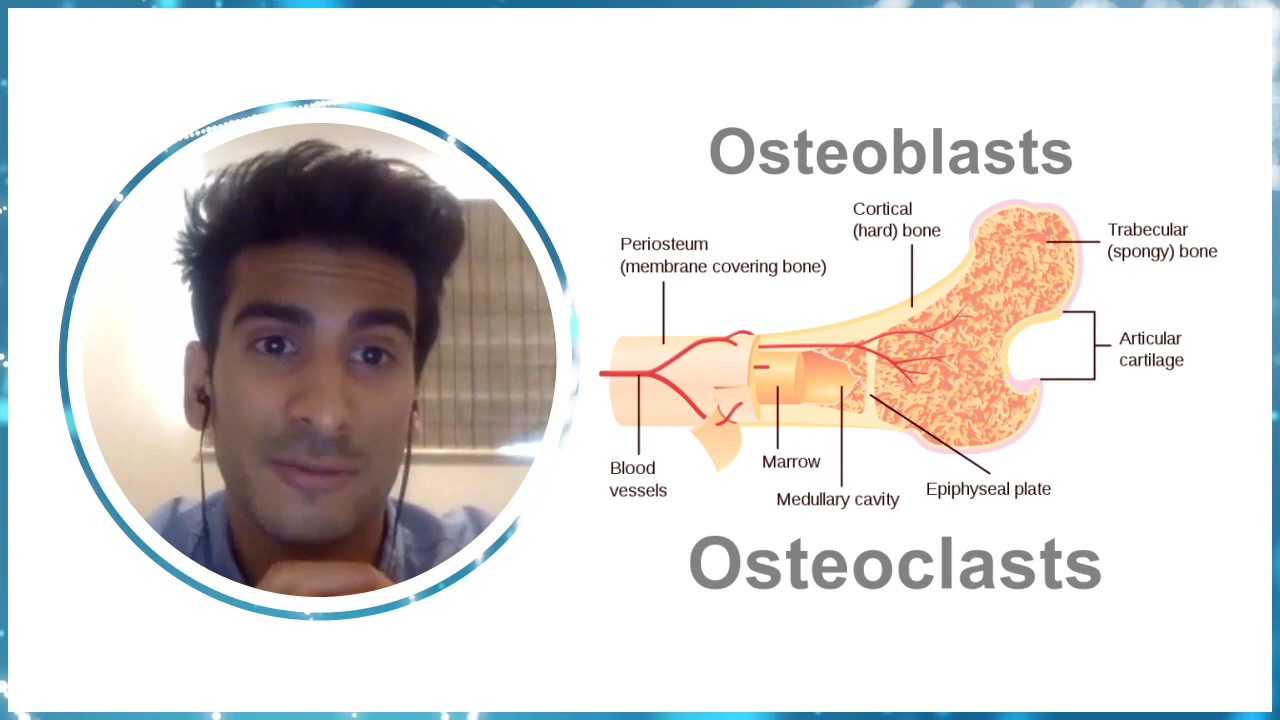 Osteoblasts
Cortical
(hard) bone
Trabecular
(spongy) bone
Periosteum
(membrane covering bone)
Articular
cartilage
Blood
vessels
Marrow
Medullary cavity
Epiphyseal plate
Osteoclasts